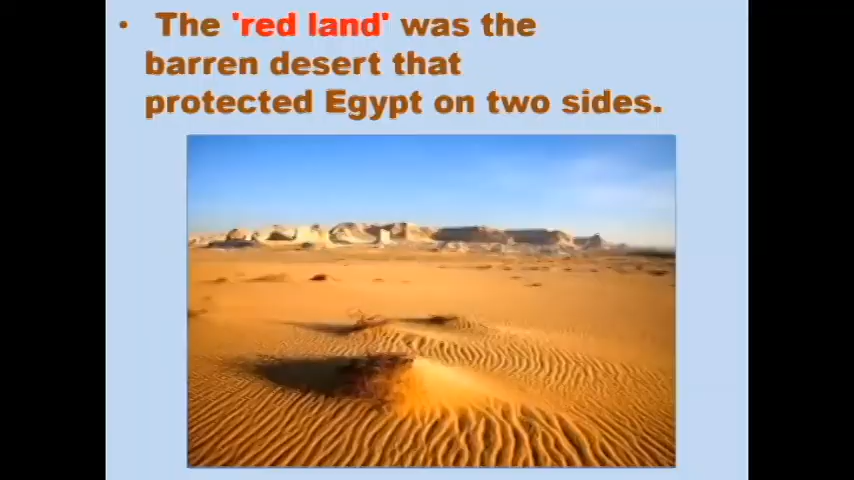 • The 'red land' was the
barren desert that
protected Egypt on two sides.